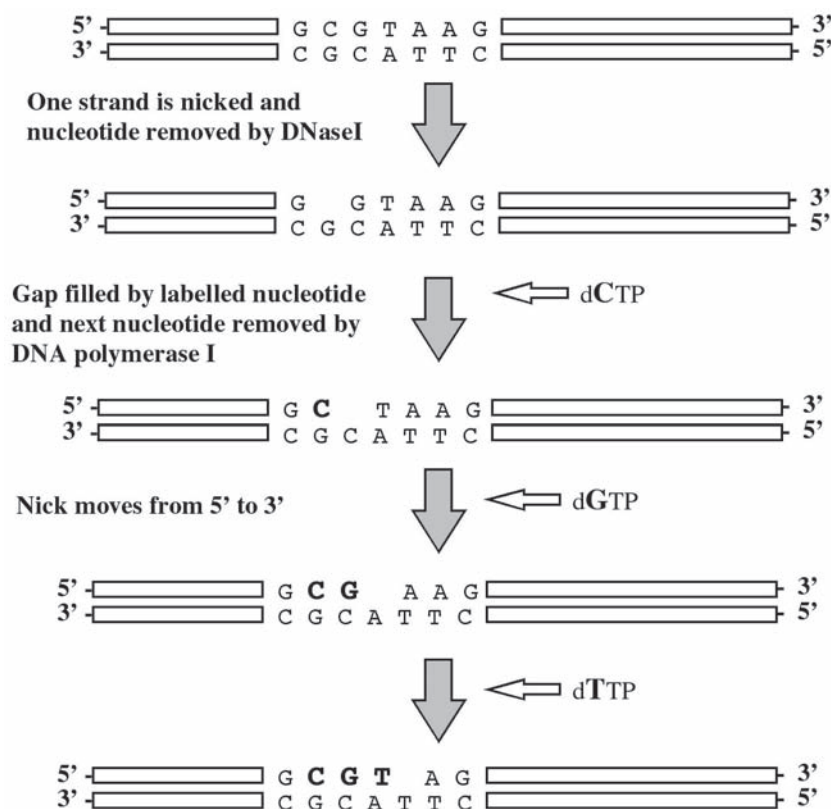 5’ G C G T A A G 3’
3’ C G C A T T C 5’
One strand is nicked and
nucleotide removed by DNaseI
5’ G G T A A G 3’
3’ C G C A T T C 5’
dCTP
Gap filled by labelled nucleotide
and next nucleotide removed by
DNA polymerase I
5’ G C T A A G 3’
3’ C G C A T T C 5’
dGTP
Nick moves from 5’ to 3’
5’ G C G A A G 3’
3’ C G C A T T C 5’
dTTP
5’ G C G T A G 3’
3’ C G C A T T C 5’